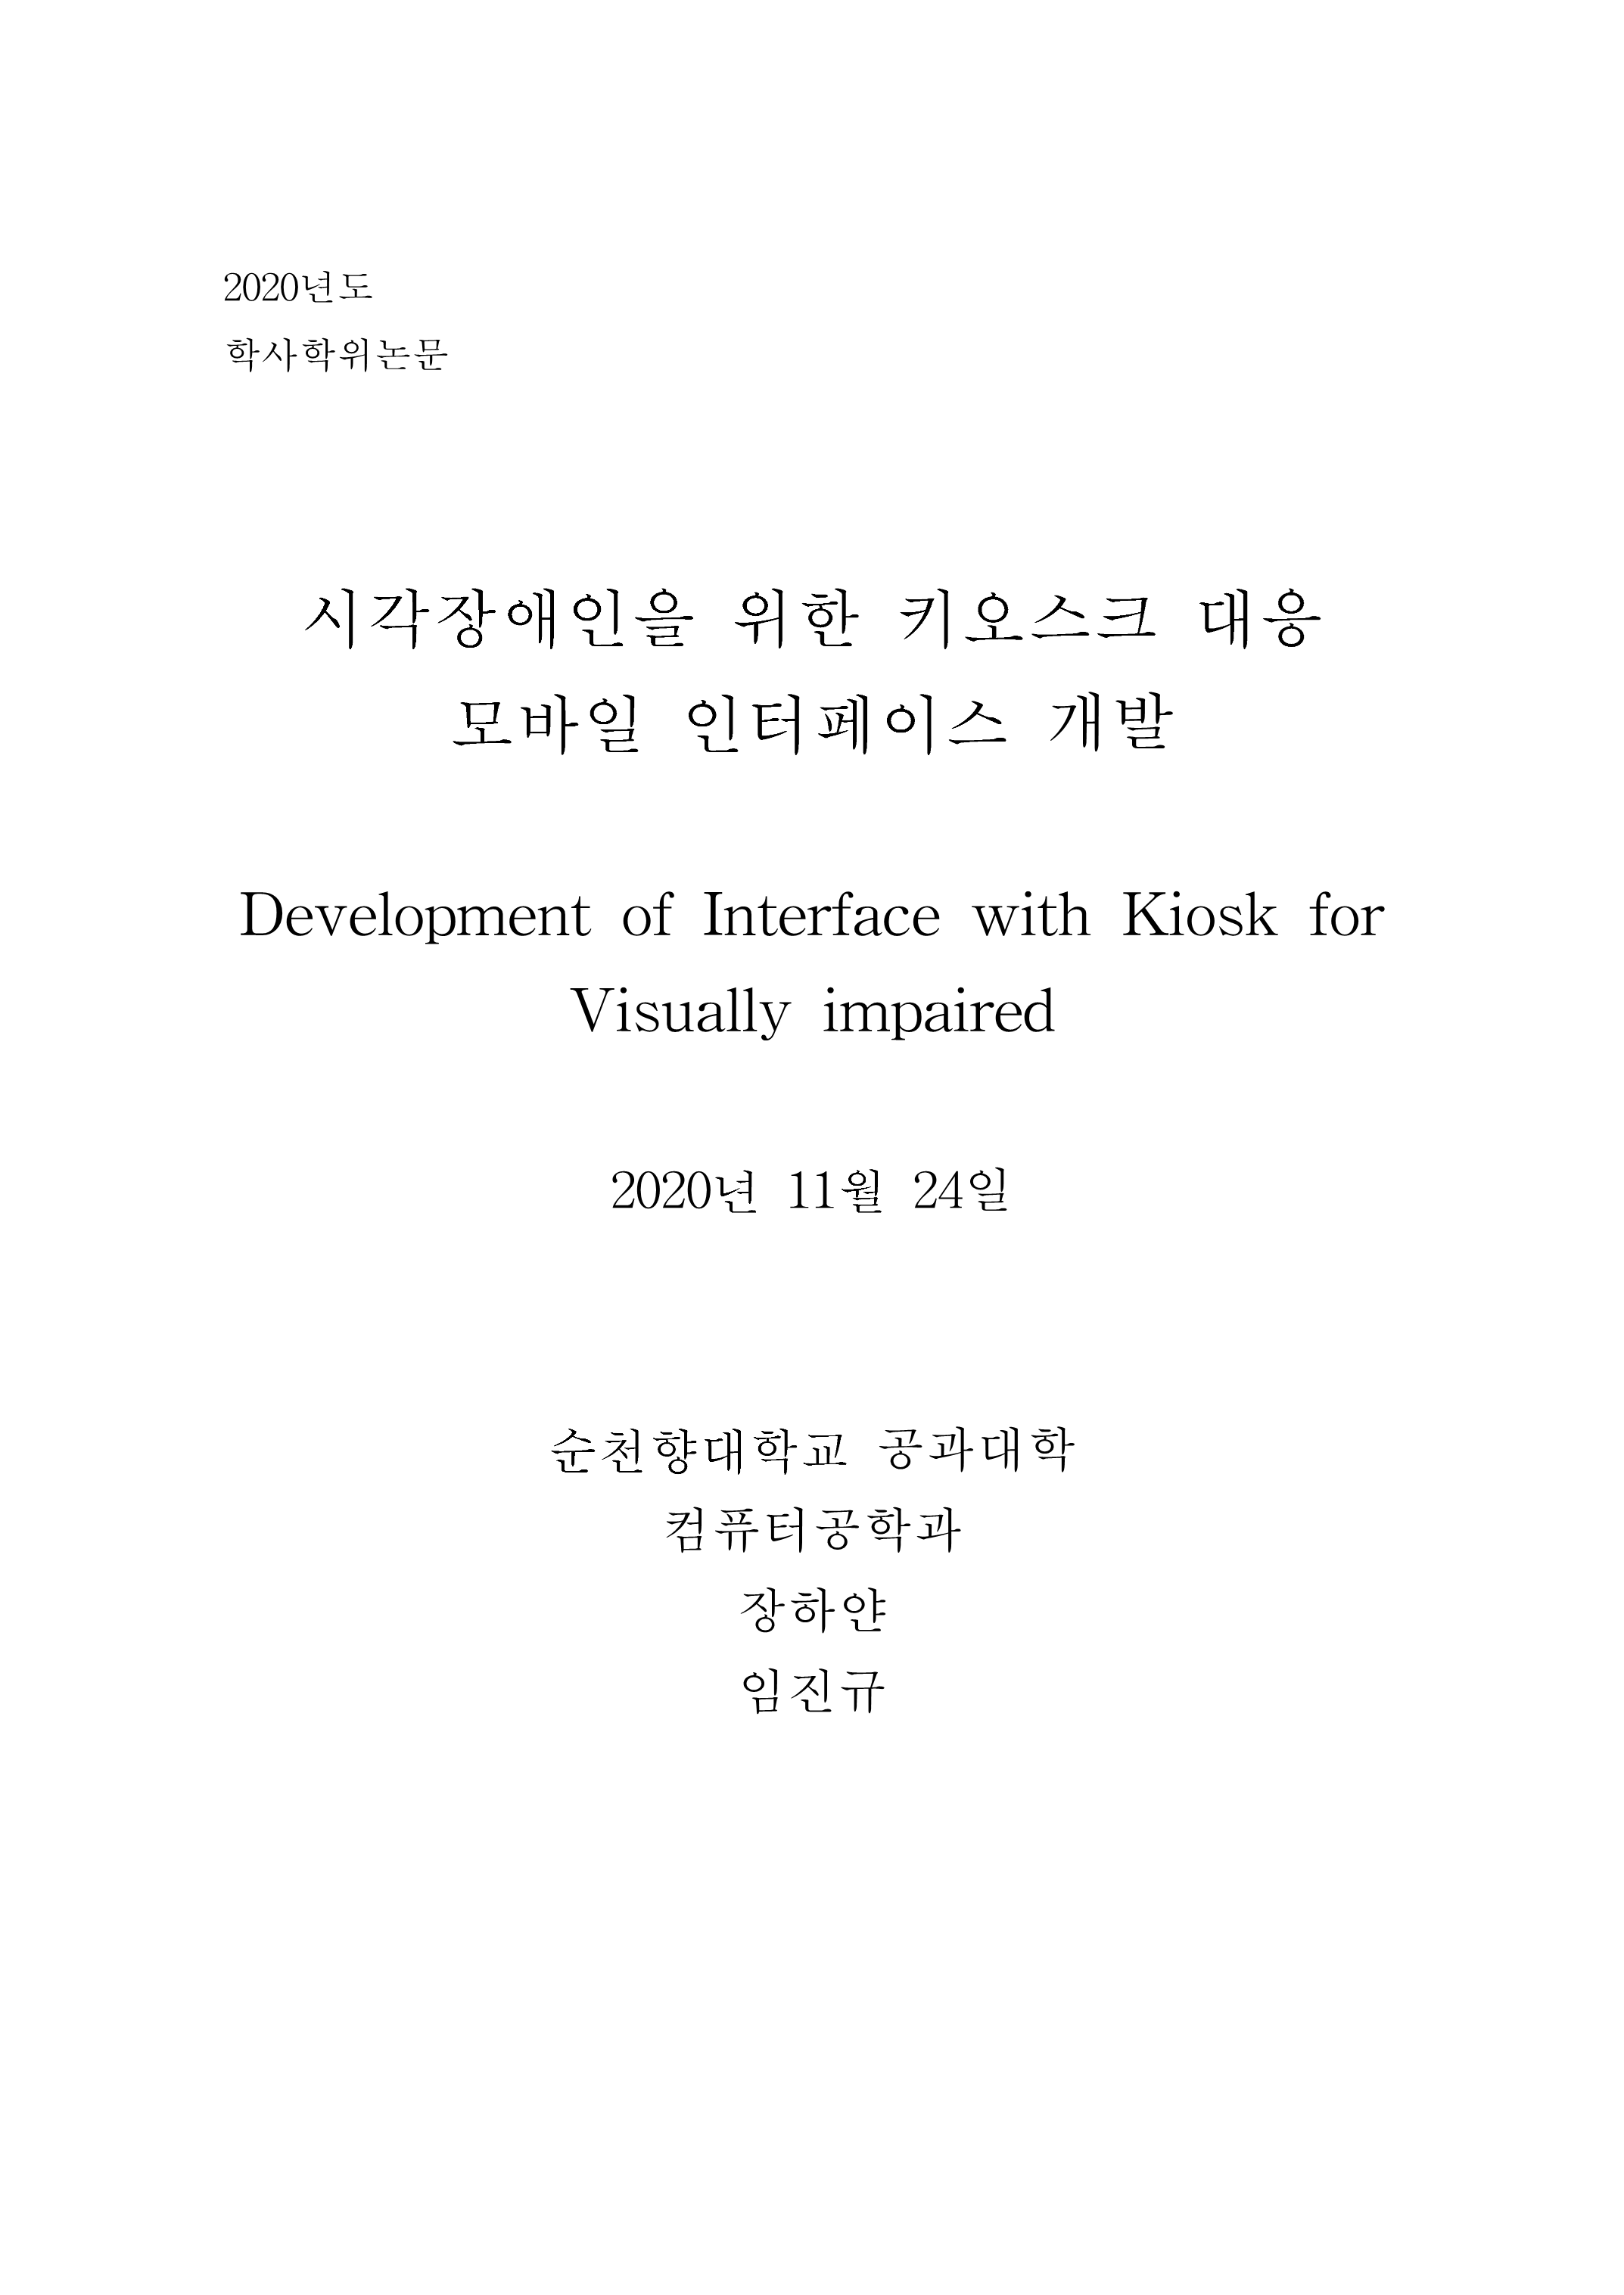 2020년도
학사학위논문
시각장애인을 위한 키오스크 대응
모바일 인터페이스 개발
Development of Interface with Kiosk for
Visually impaired
2020년 11월 24일
순천향대학교 공과대학
컴퓨터공학과
장하얀
임진규